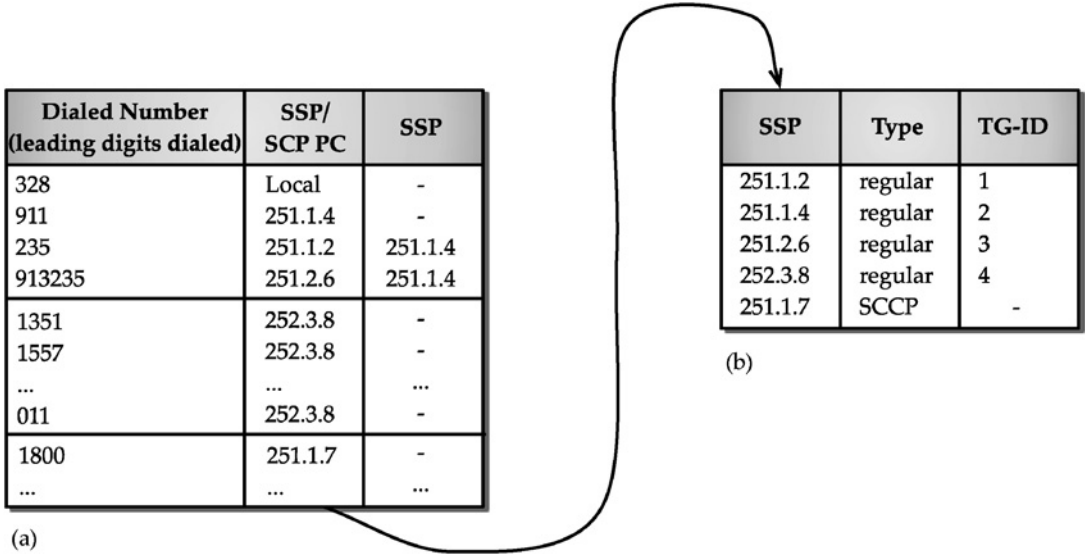 Dialed Number (leading digits dialed) SSP/ SCP PC SSP
328 Local -
911 251.1.4 -
235 251.1.2 251.1.4
913235 251.2.6 251.1.4
1351 252.3.8 -
1557 252.3.8 -
... ... ...
011 252.3.8 -
1800 251.1.7 -
... ... ...
(a)
SSP Type TG-ID
251.1.2 regular 1
251.1.4 regular 2
251.2.6 regular 3
252.3.8 regular 4
251.1.7 SCCP -
(b)